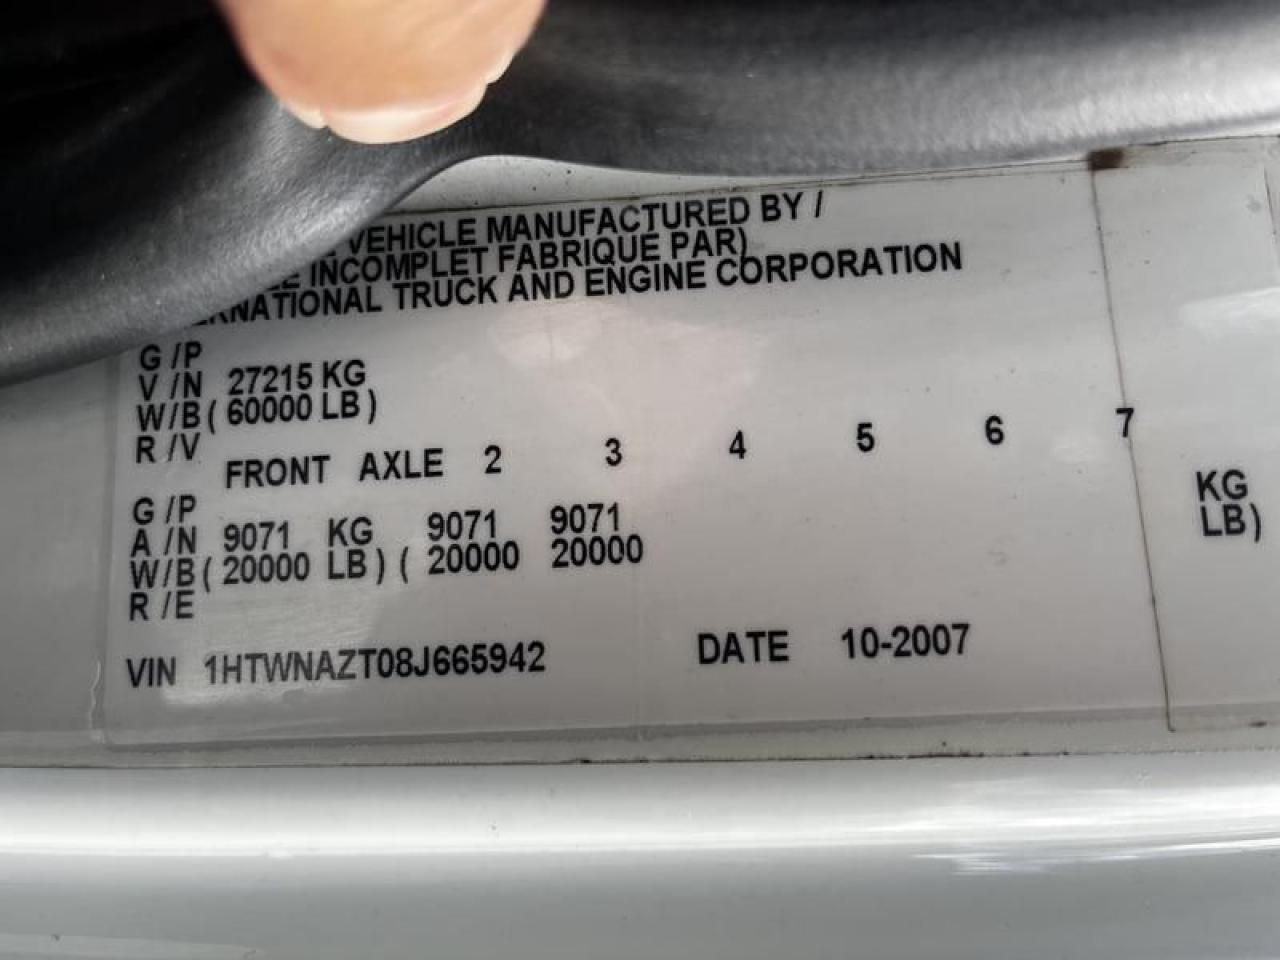 VEHICLE MANUFACTURED BY /
INCOMPLET FABRIQUE PAR)
TRUCK AND ENGINE CORPORATION
G /P
V /N 27215 KG
W/B ( 60000 LB )
R /V
FRONT AXLE 2 3 4 5 6 7
G /P
A /N 9071 KG 9071 9071 KG
W/B ( 20000 LB ) ( 20000 20000 LB)
R /E
VIN 1HTWNAZT08J665942 DATE 10-2007